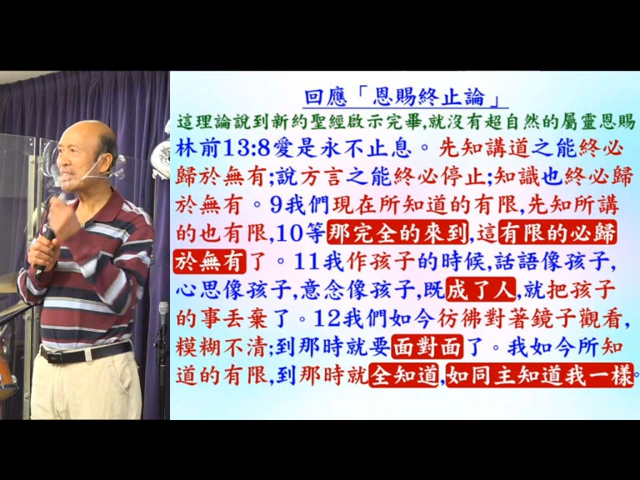 回應「恩賜終止論」
這理論說到新約聖經啟示完畢,就沒有超自然的屬靈恩賜
林前13:8愛是永不止息。先知講道之能終必
歸於無有;說方言之能終必停止;知識也終必歸
於無有。9我們現在所知道的有限,先知所講
的也有限,10等那完全的來到,這有限的必歸
於無有了。11我作孩子的時候,話語像孩子,
心思像孩子,意念像孩子,既成了人,就把孩子
的事丟棄了。12我們如今彷彿對著鏡子觀看,
模糊不清;到那時就要面對面了。我如今所知
道的有限,到那時就全知道,如同主知道我一樣。